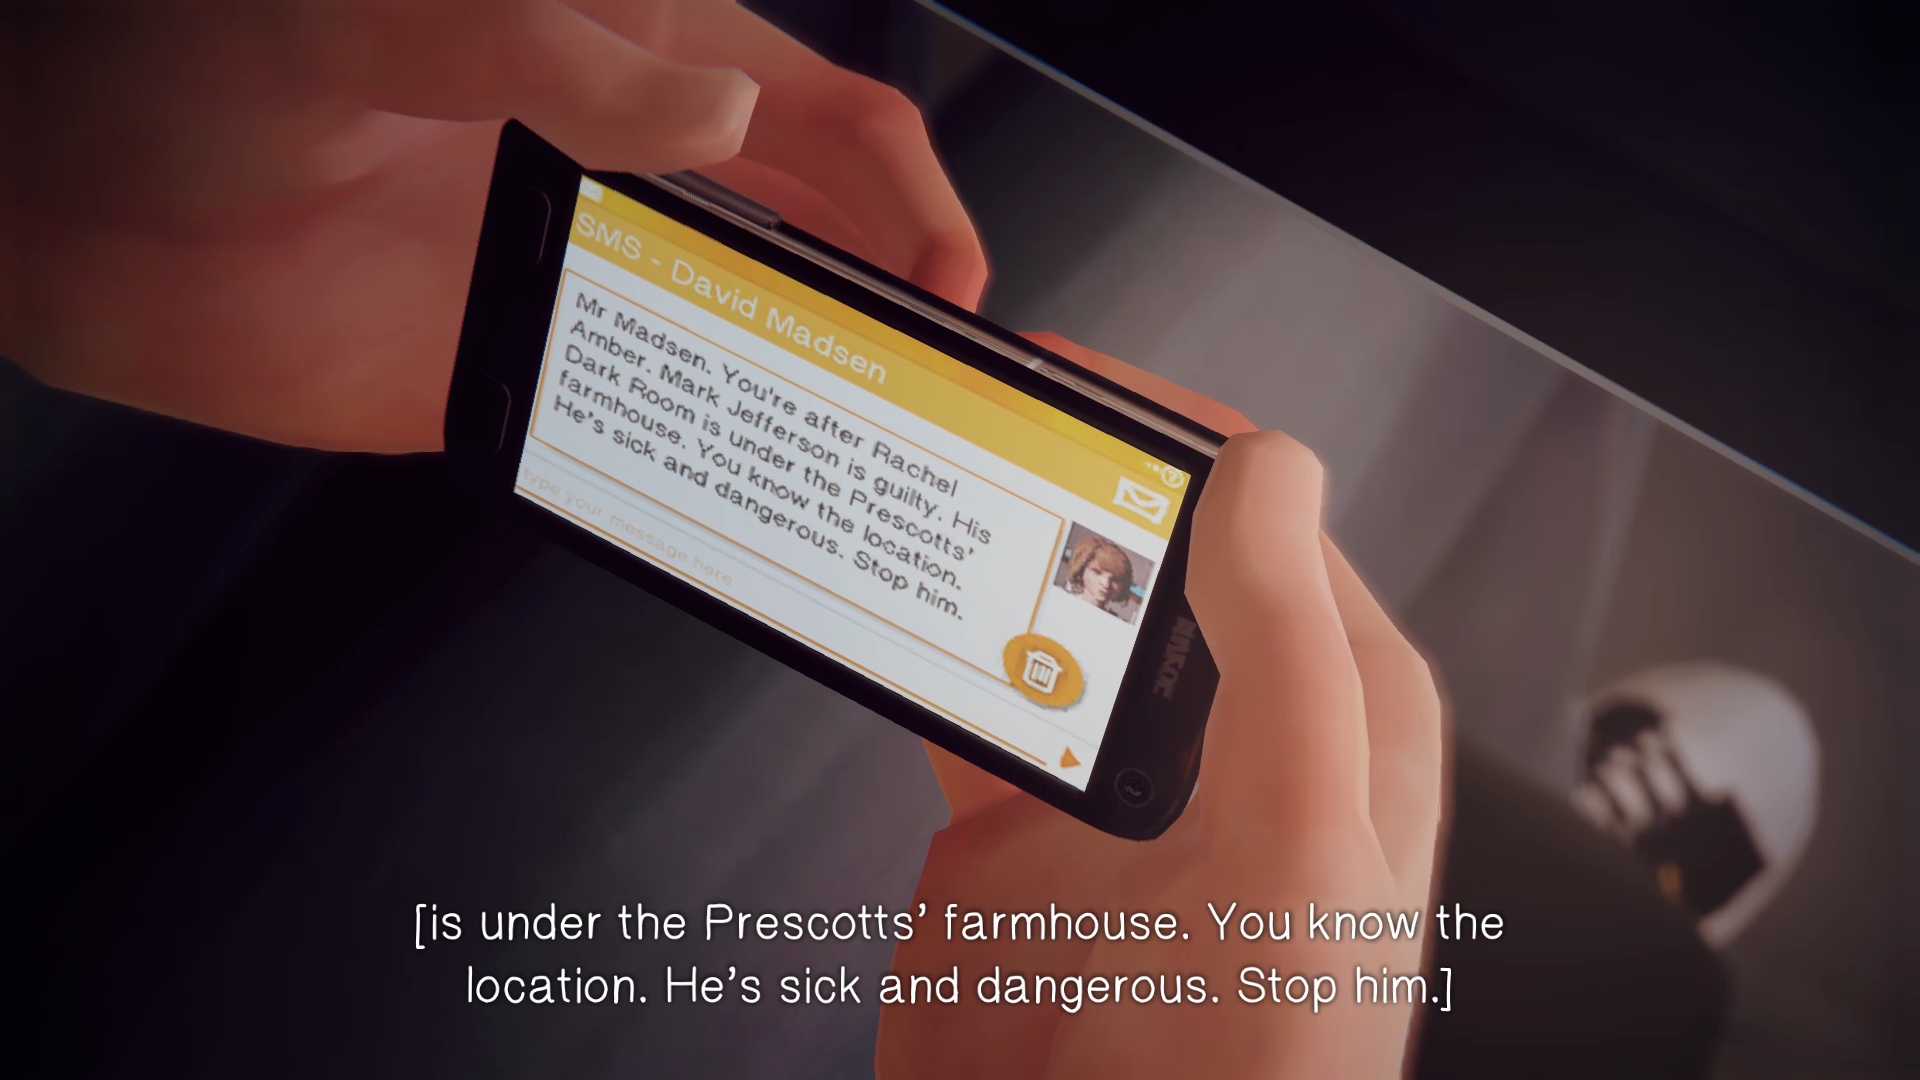 SMS - David Madsen
Mr Madsen. You're after Rachel
Amber. Mark Jefferson is guilty. His
Dark Room is under the Prescotts'
farmhouse. You know the location.
He's sick and dangerous. Stop him.
type your message here
[is under the Prescotts’ farmhouse. You know the
location. He’s sick and dangerous. Stop him.]